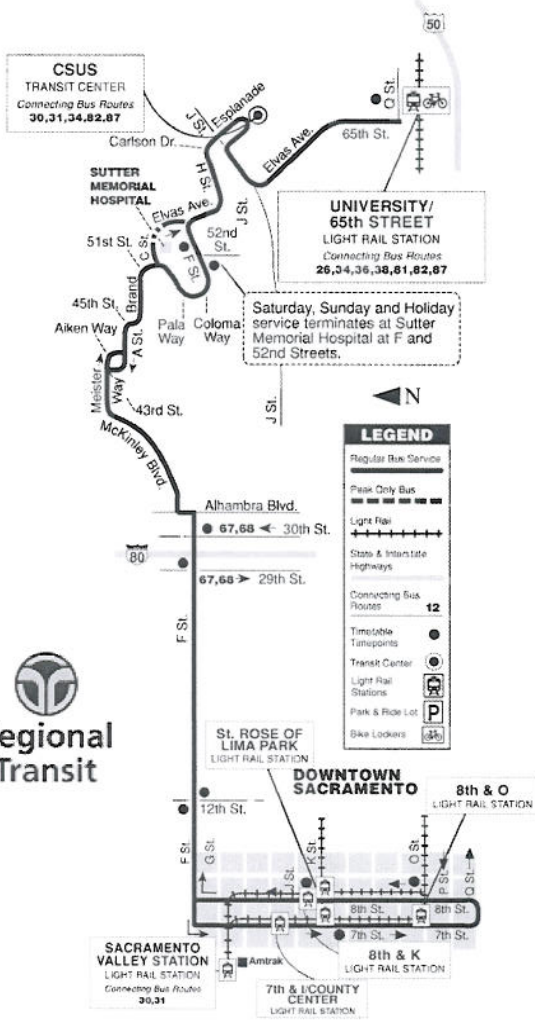 50
CSUS
TRANSIT CENTER
Connecting Bus Routes
30,31,34,82,87
J St.
Esplanade
Q St.
Carlson Dr.
Elvas Ave.
65th St.
H St.
J St.
SUTTER
MEMORIAL
HOSPITAL
Elvas Ave.
UNIVERSITY/
65th STREET
LIGHT RAIL STATION
Connecting Bus Routes
26,34,36,38,81,82,87
51st St.
C St.
52nd
St.
F St.
45th St.
Brand
Pala
Way
Coloma
Way
Saturday, Sunday and Holiday
service terminates at Sutter
Memorial Hospital at F and
52nd Streets.
Aiken Way
A St.
Meister
Way
43rd St.
J St.
N
McKinley Blvd.
LEGEND
Regular Bus Service
Peak Only Bus
Light Rail
State & Interstate
Highways
Connecting Bus
Routes 12
Timetable
Timepoints
Transit Center
Light Rail
Stations
Park & Ride Lot P
Bike Lockers
Alhambra Blvd.
67,68 30th St.
80
67,68 29th St.
F St.
egional
Transit
St. ROSE OF
LIMA PARK
LIGHT RAIL STATION
DOWNTOWN
SACRAMENTO
8th & O
LIGHT RAIL STATION
12th St.
F St.
G St.
J St.
K St.
O St.
P St.
Q St.
8th St.
8th St.
7th St.
7th St.
SACRAMENTO
VALLEY STATION
LIGHT RAIL STATION
Connecting Bus Routes
30,31
Amtrak
8th & K
LIGHT RAIL STATION
7th & I/COUNTY
CENTER
LIGHT RAIL STATION